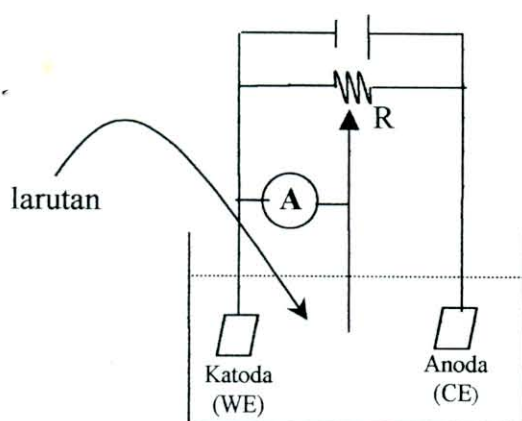 R
larutan
A
Katoda
(WE)
Anoda
(CE)